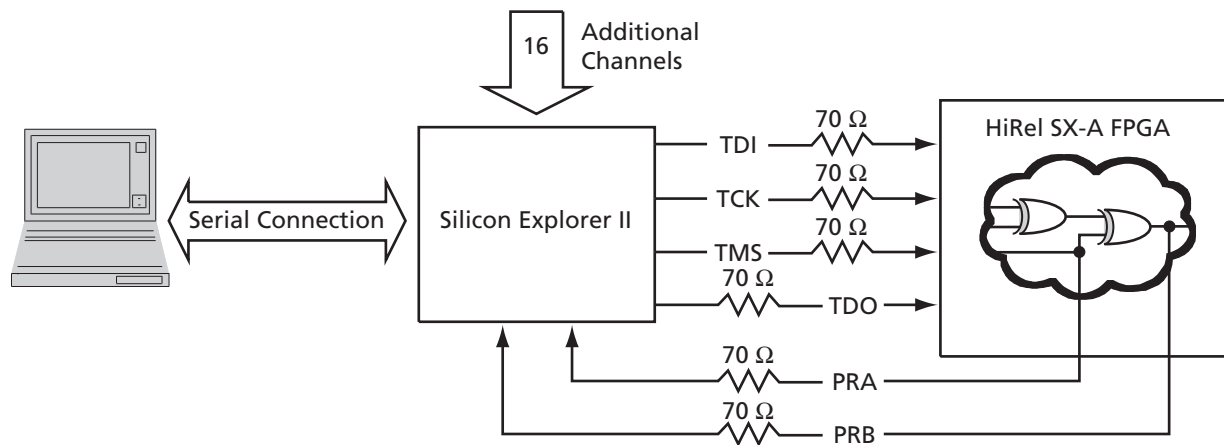 16
Additional
Channels
70 Ω
HiRel SX-A FPGA
TDI
70 Ω
Serial Connection
Silicon Explorer II
TCK
70 Ω
TMS
70 Ω
TDO
70 Ω
PRA
70 Ω
PRB